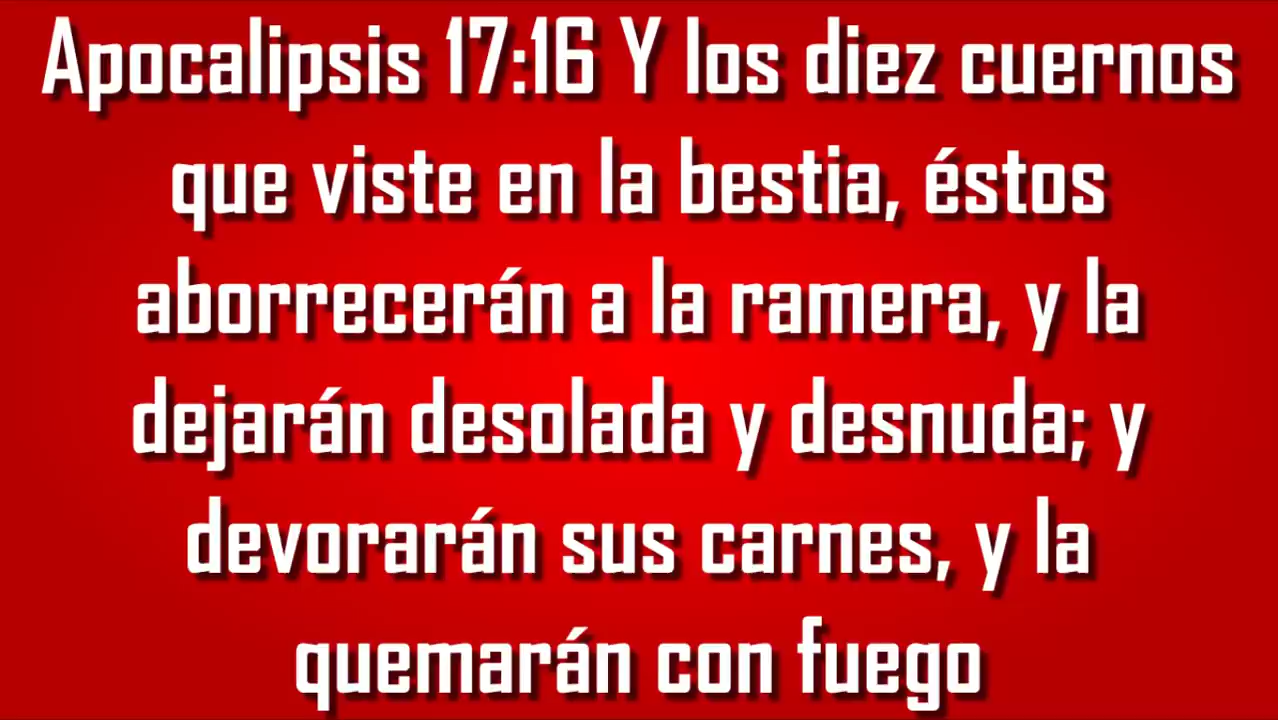 Apocalipsis 17:16 Y los diez cuernos
que viste en la bestia, éstos
aborrecerán a la ramera, y la
dejarán desolada y desnuda; y
devorarán sus carnes, y la
quemarán con fuego